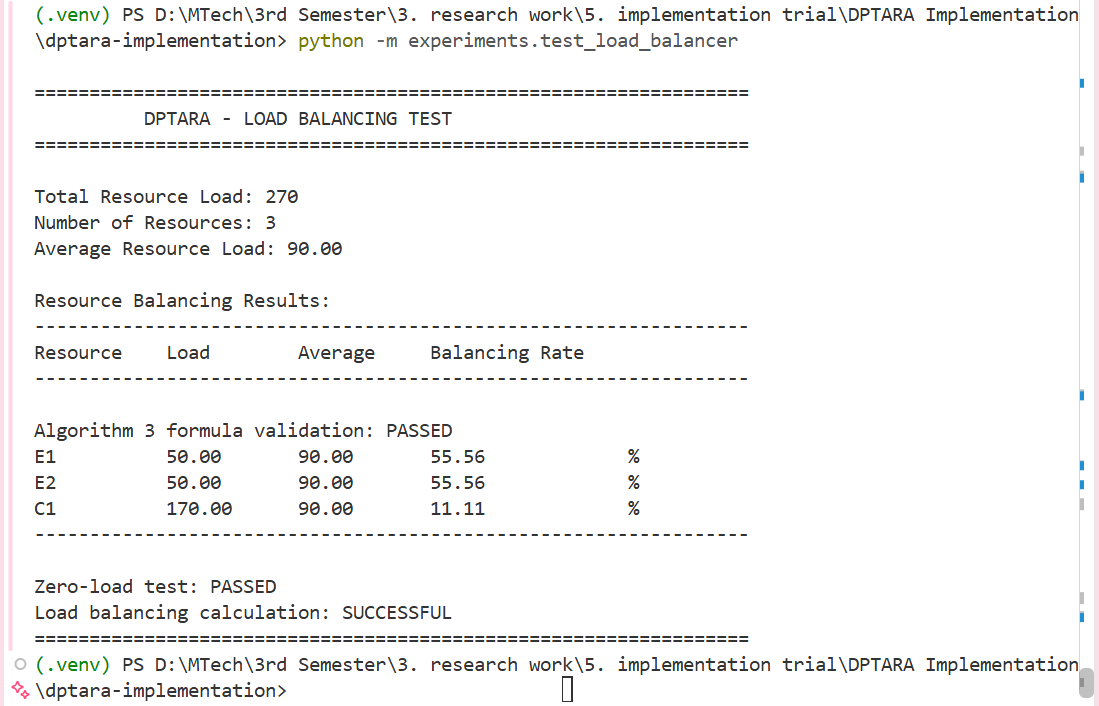 (.venv) PS D:\MTech\3rd Semester\3. research work\5. implementation trial\DPTARA Implementation
\dptara-implementation> python -m experiments.test_load_balancer
=================================================================
DPTARA - LOAD BALANCING TEST
=================================================================
Total Resource Load: 270
Number of Resources: 3
Average Resource Load: 90.00
Resource Balancing Results:
-----------------------------------------------------------------
Resource    Load        Average     Balancing Rate
-----------------------------------------------------------------
Algorithm 3 formula validation: PASSED
E1          50.00       90.00       55.56             %
E2          50.00       90.00       55.56             %
C1          170.00      90.00       11.11             %
-----------------------------------------------------------------
Zero-load test: PASSED
Load balancing calculation: SUCCESSFUL
=================================================================
(.venv) PS D:\MTech\3rd Semester\3. research work\5. implementation trial\DPTARA Implementation
\dptara-implementation>